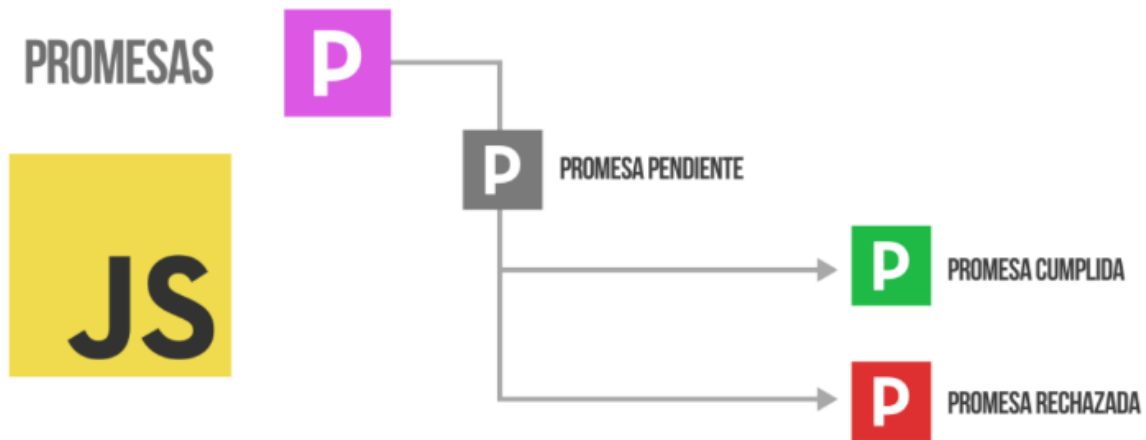 PROMESAS
P
P
PROMESA PENDIENTE
JS
P
PROMESA CUMPLIDA
P
PROMESA RECHAZADA